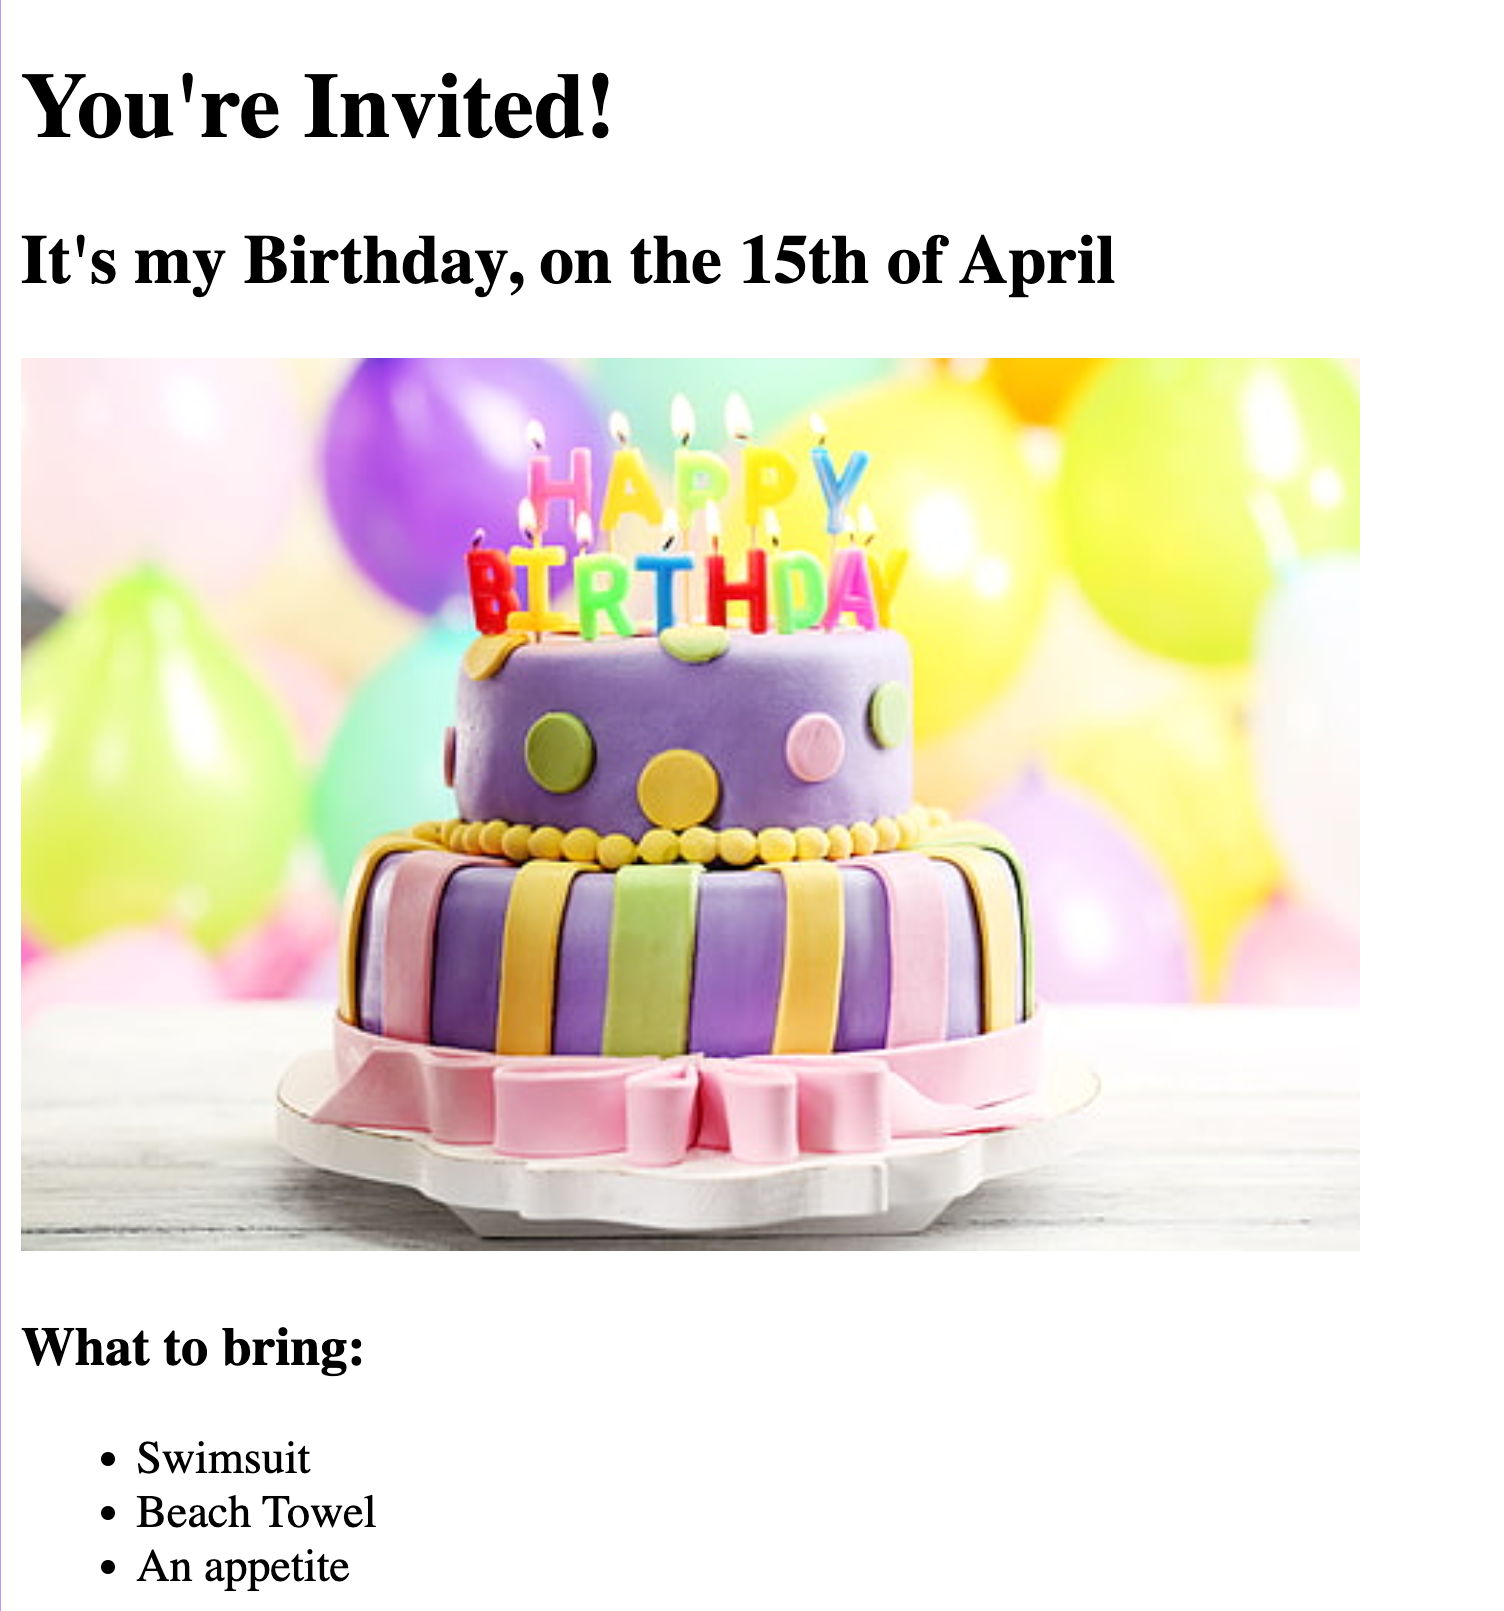 You're Invited!
It's my Birthday, on the 15th of April
HAPPY
BIRTHDAY
What to bring:
• Swimsuit
• Beach Towel
• An appetite